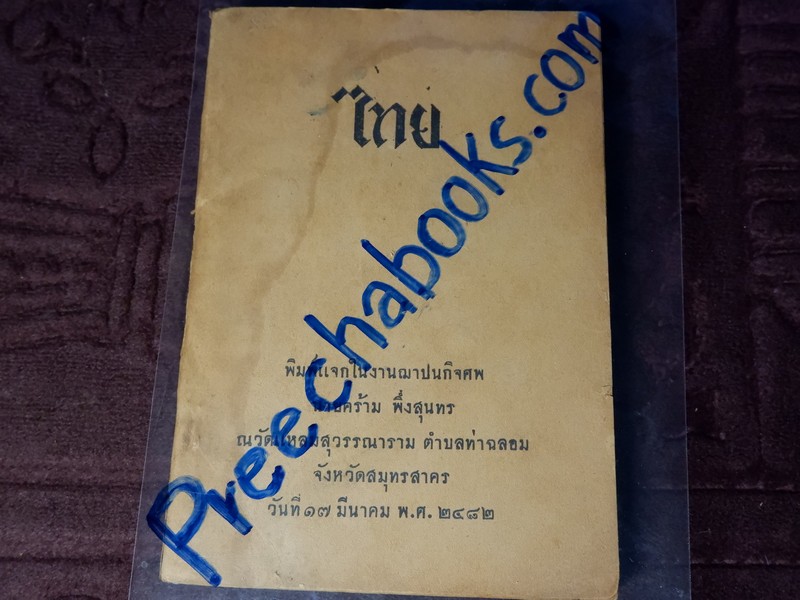 ไทย
พิมพ์แจกในงานฌาปนกิจศพ
นายคร้าม พึ่งสุนทร
ณวัดแหลมสุวรรณาราม ตำบลท่าฉลอม
จังหวัดสมุทรสาคร
วันที่ ๑๗ มีนาคม พ.ศ. ๒๔๘๒
Preechabooks.com